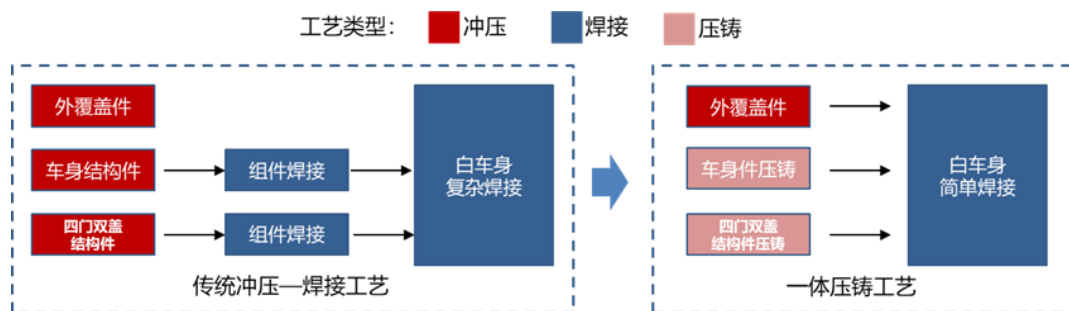 工艺类型： 冲压 焊接 压铸
外覆盖件
车身结构件
组件焊接
四门双盖
结构件
组件焊接
白车身
复杂焊接
传统冲压—焊接工艺
外覆盖件
车身件压铸
四门双盖
结构件压铸
白车身
简单焊接
一体压铸工艺